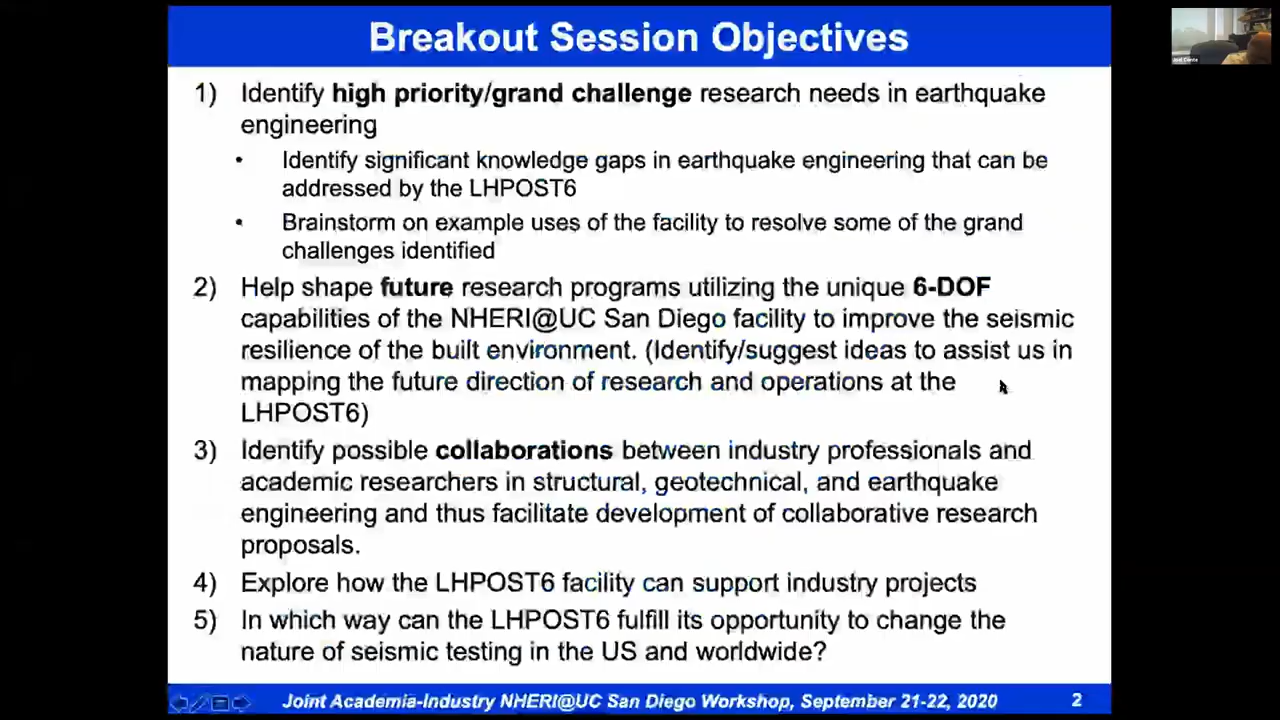 Breakout Session Objectives
1) Identify high priority/grand challenge research needs in earthquake
engineering
• Identify significant knowledge gaps in earthquake engineering that can be
addressed by the LHPOST6
• Brainstorm on example uses of the facility to resolve some of the grand
challenges identified
2) Help shape future research programs utilizing the unique 6-DOF
capabilities of the NHERI@UC San Diego facility to improve the seismic
resilience of the built environment. (Identify/suggest ideas to assist us in
mapping the future direction of research and operations at the
LHPOST6)
3) Identify possible collaborations between industry professionals and
academic researchers in structural, geotechnical, and earthquake
engineering and thus facilitate development of collaborative research
proposals.
4) Explore how the LHPOST6 facility can support industry projects
5) In which way can the LHPOST6 fulfill its opportunity to change the
nature of seismic testing in the US and worldwide?
Joint Academia-Industry NHERI@UC San Diego Workshop, September 21-22, 2020 2